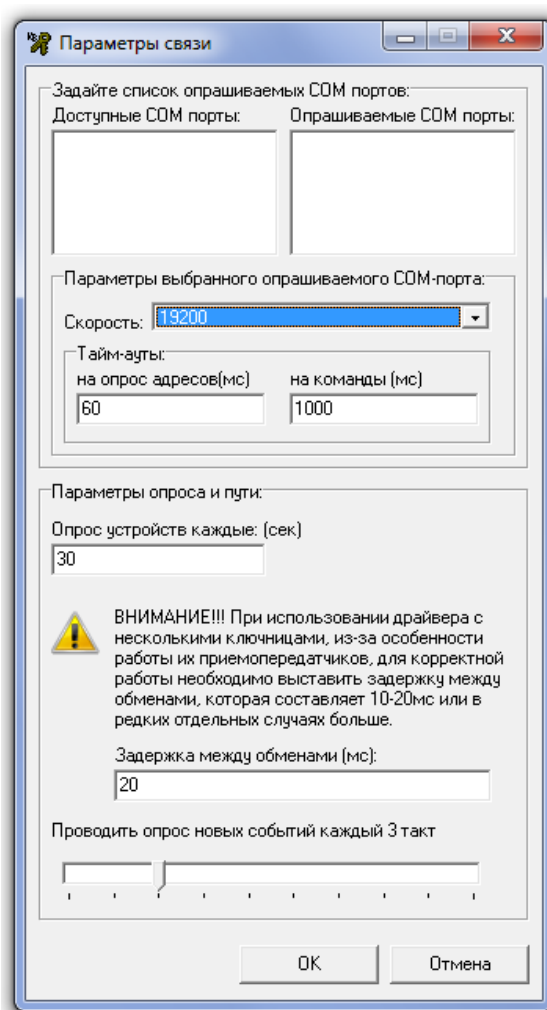 Параметры связи
Задайте список опрашиваемых COM портов:
Доступные COM порты: Опрашиваемые COM порты:
Параметры выбранного опрашиваемого COM-порта:
Скорость: 19200
Тайм-ауты:
на опрос адресов(мс) на команды (мс)
60 1000
Параметры опроса и пути:
Опрос устройств каждые: (сек)
30
ВНИМАНИЕ!!! При использовании драйвера с
несколькими ключницами, из-за особенности
работы их приемопередатчиков, для корректной
работы необходимо выставить задержку между
обменами, которая составляет 10-20мс или в
редких отдельных случаях больше.
Задержка между обменами (мс):
20
Проводить опрос новых событий каждый 3 такт
OK Отмена